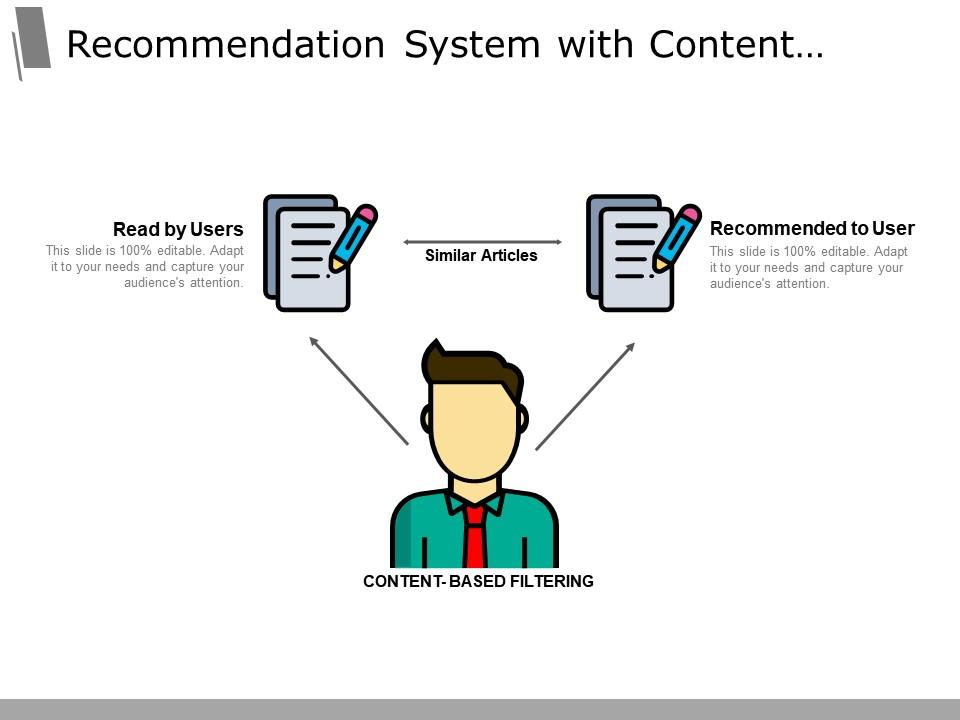 Recommendation System with Content…
Read by Users
This slide is 100% editable. Adapt
it to your needs and capture your
audience's attention.
Similar Articles
Recommended to User
This slide is 100% editable. Adapt
it to your needs and capture your
audience's attention.
CONTENT- BASED FILTERING